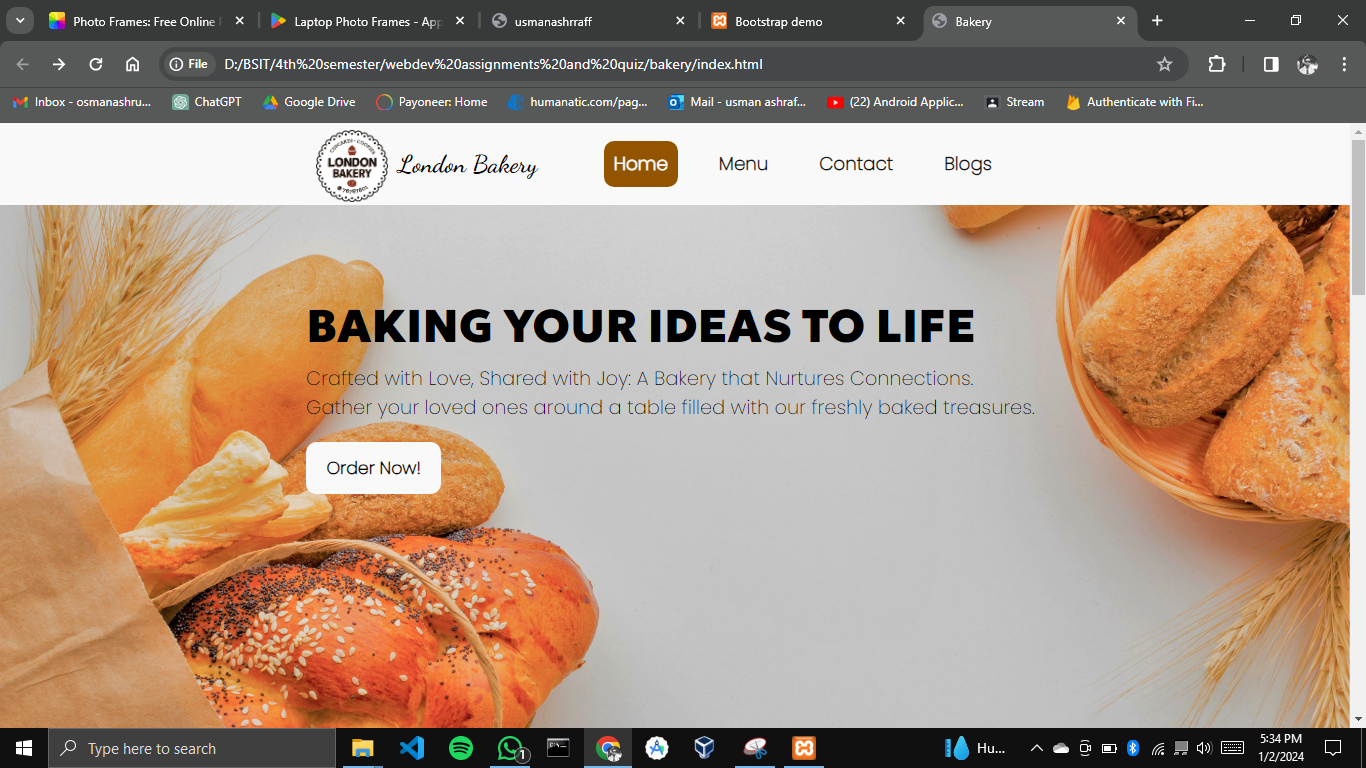 Photo Frames: Free Online
Laptop Photo Frames - App
usmanashrraff
Bootstrap demo
Bakery
File
D:/BSIT/4th%20semester/webdev%20assignments%20and%20quiz/bakery/index.html
Inbox - osmanashru...
ChatGPT
Google Drive
Payoneer: Home
humanatic.com/pag...
Mail - usman ashraf...
(22) Android Applic...
Stream
Authenticate with Fi...
LONDON
BAKERY
London Bakery
Home
Menu
Contact
Blogs
BAKING YOUR IDEAS TO LIFE
Crafted with Love, Shared with Joy: A Bakery that Nurtures Connections.
Gather your loved ones around a table filled with our freshly baked treasures.
Order Now!
Type here to search
1
Hu...
5:34 PM
1/2/2024